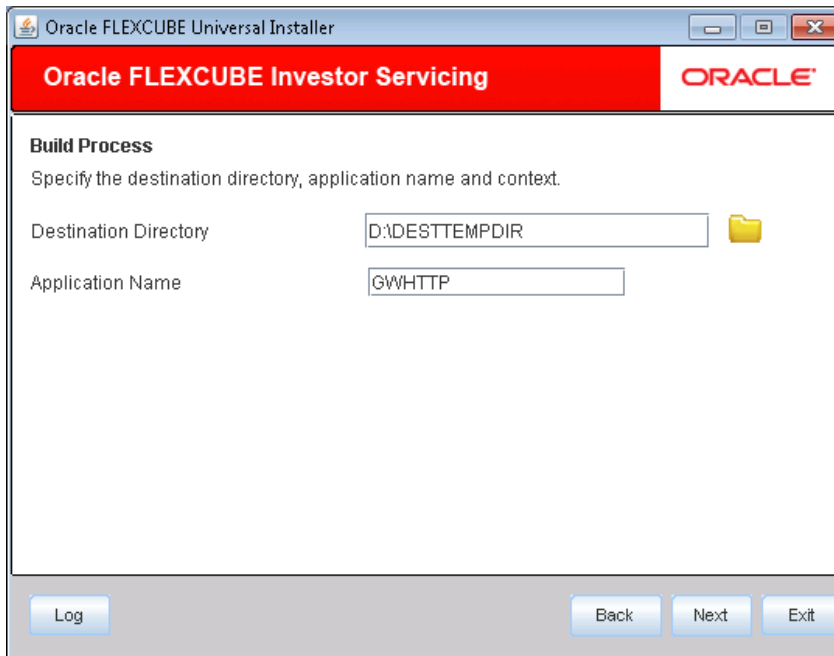 Oracle FLEXCUBE Universal Installer
Oracle FLEXCUBE Investor Servicing
ORACLE
Build Process
Specify the destination directory, application name and context.
Destination Directory D:\DESTTEMPDIR
Application Name GWHTTP
Log Back Next Exit